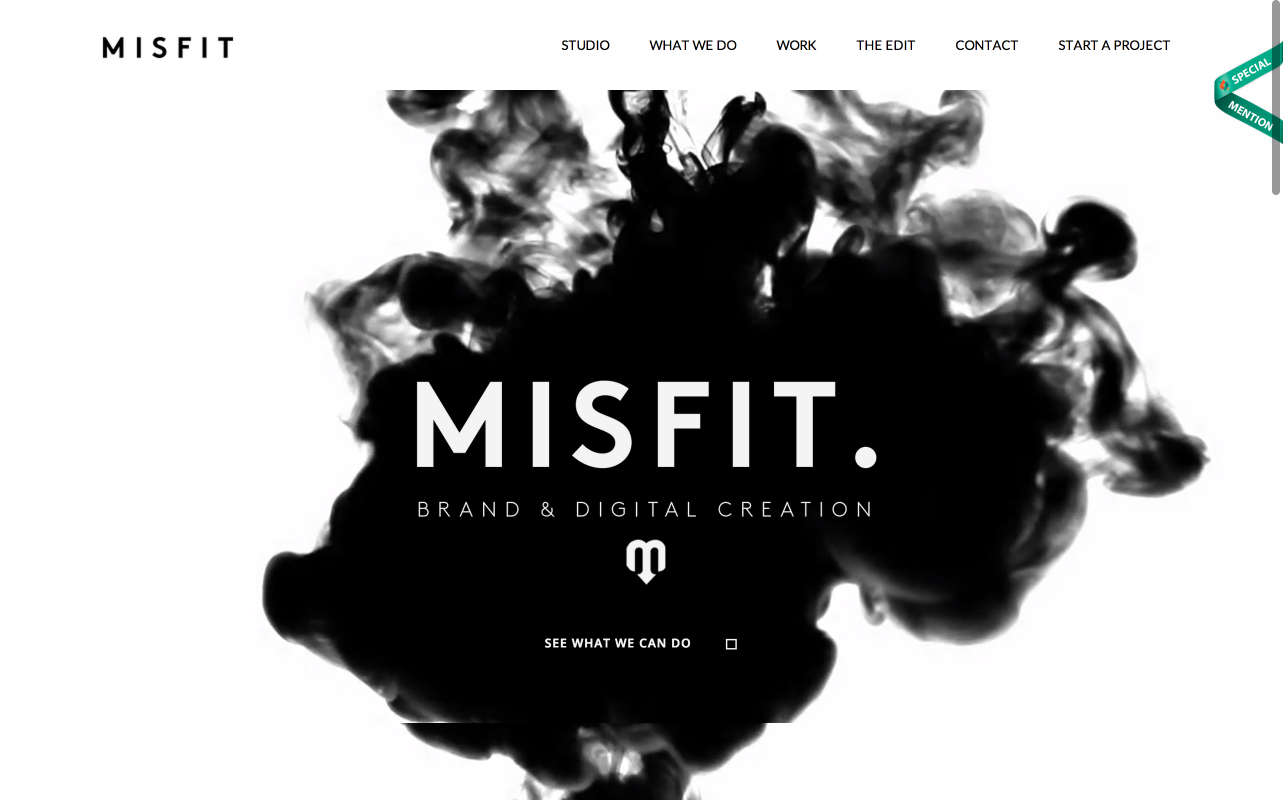 MISFIT
STUDIO WHAT WE DO WORK THE EDIT CONTACT START A PROJECT
SPECIAL
MENTION
MISFIT.
BRAND & DIGITAL CREATION
SEE WHAT WE CAN DO